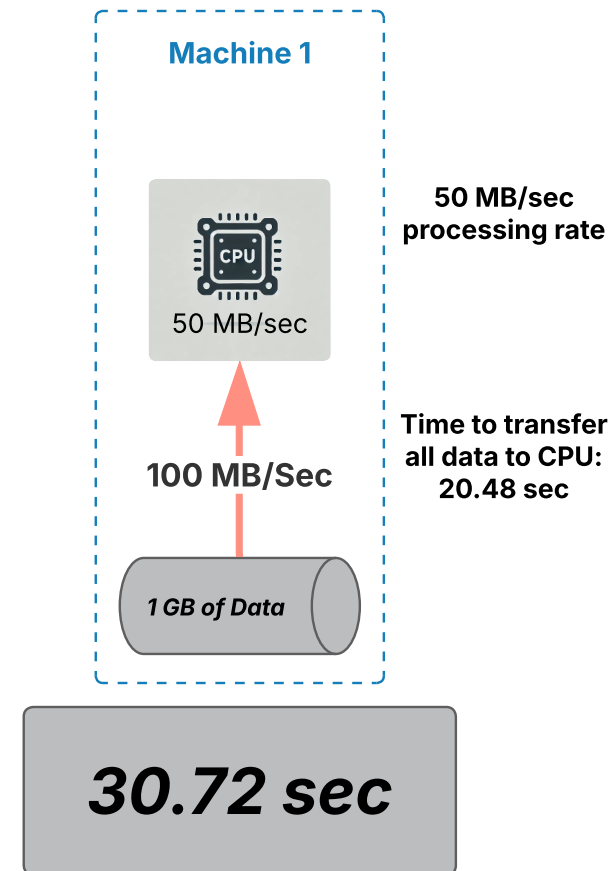 Machine 1
CPU
50 MB/sec
50 MB/sec
processing rate
100 MB/Sec
Time to transfer
all data to CPU:
20.48 sec
1 GB of Data
30.72 sec